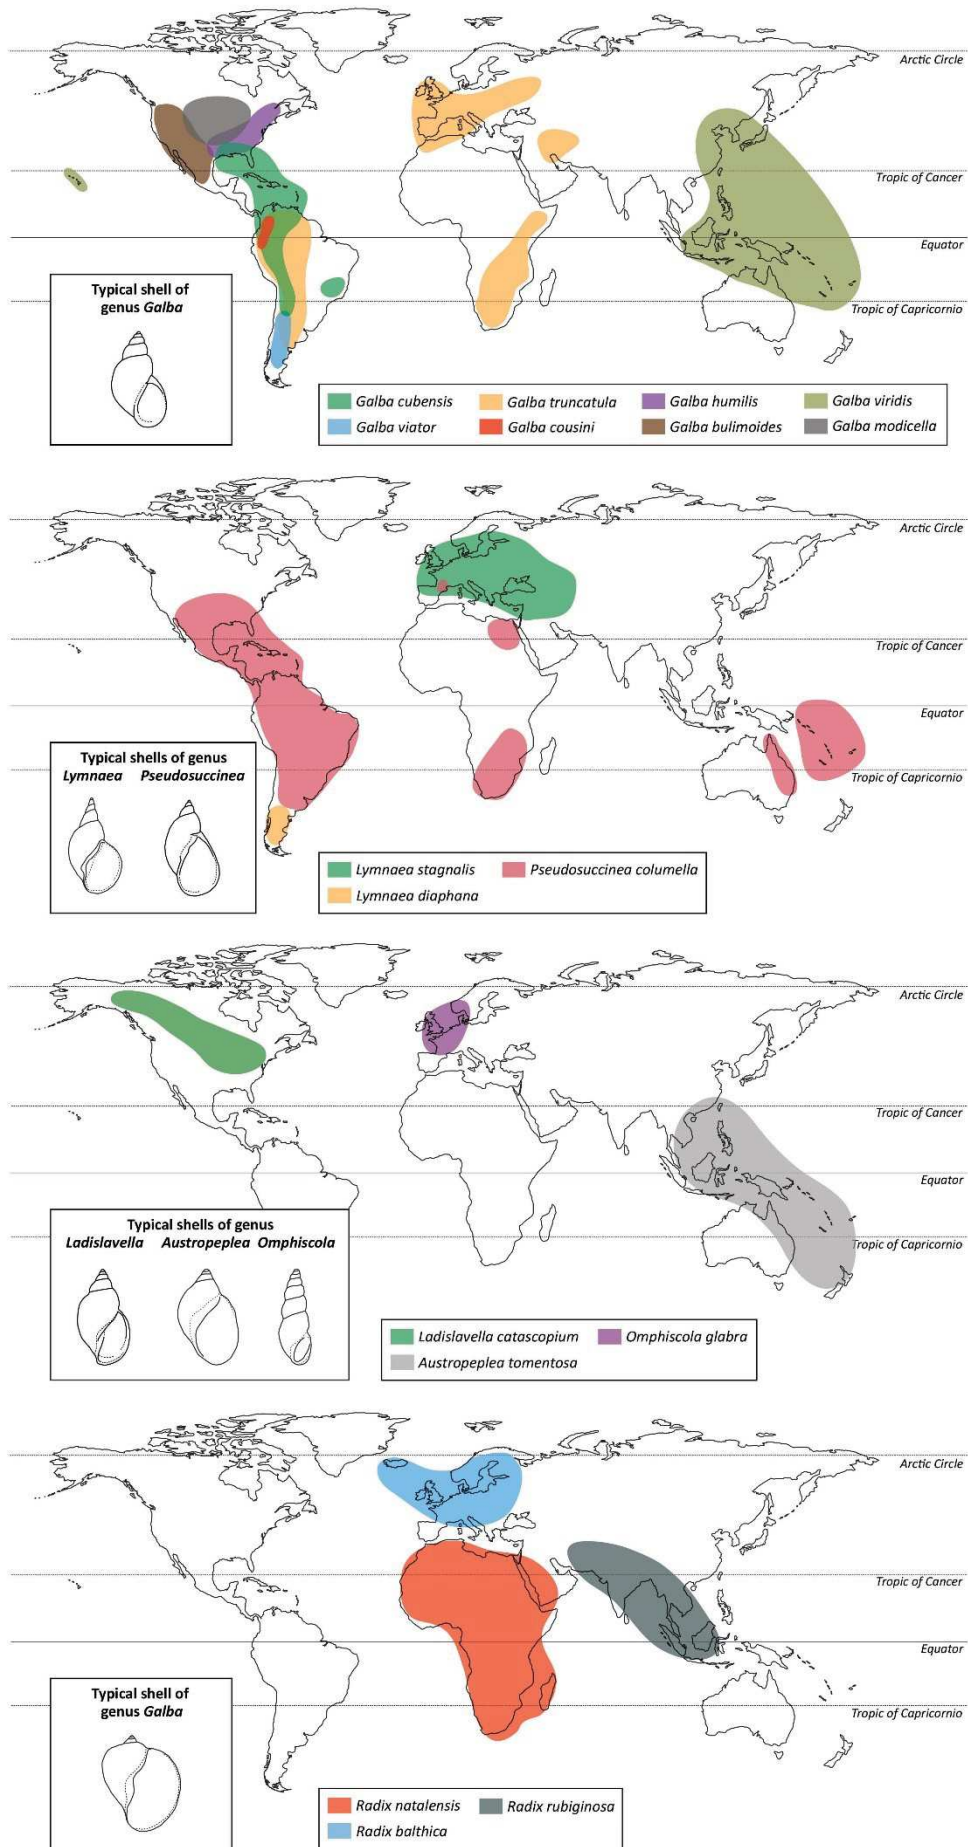 Arctic Circle
Tropic of Cancer
Equator
Tropic of Capricornio
Typical shell of
genus Galba
Galba cubensis
Galba truncatula
Galba humilis
Galba viridis
Galba viator
Galba cousini
Galba bulimoides
Galba modicella
Arctic Circle
Tropic of Cancer
Equator
Tropic of Capricornio
Typical shells of genus
Lymnaea Pseudosuccinea
Lymnaea stagnalis
Pseudosuccinea columella
Lymnaea diaphana
Arctic Circle
Tropic of Cancer
Equator
Tropic of Capricornio
Typical shells of genus
Ladislavella Austropeplea Omphiscola
Ladislavella catascopium
Omphiscola glabra
Austropeplea tomentosa
Arctic Circle
Tropic of Cancer
Equator
Tropic of Capricornio
Typical shell of
genus Galba
Radix natalensis
Radix rubiginosa
Radix balthica